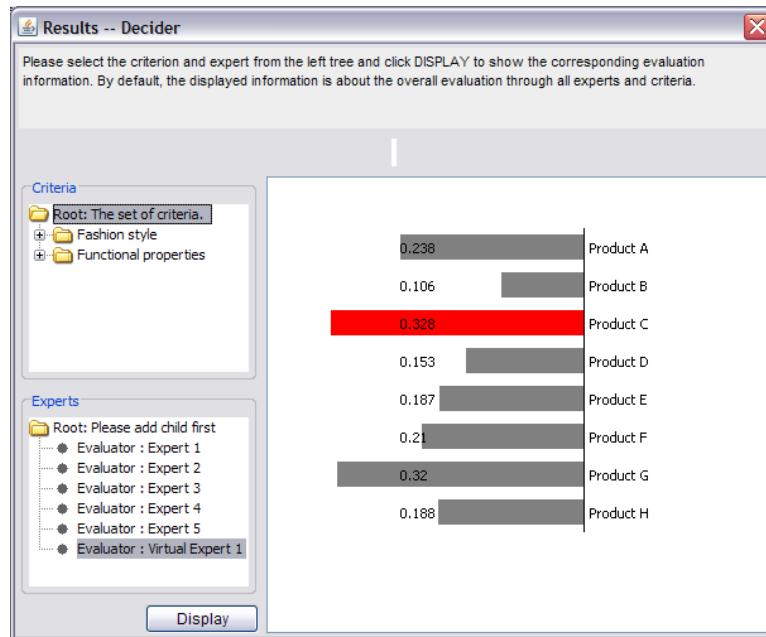 Results -- Decider
Please select the criterion and expert from the left tree and click DISPLAY to show the corresponding evaluation
information. By default, the displayed information is about the overall evaluation through all experts and criteria.
Criteria
Root: The set of criteria.
Fashion style
Functional properties
Experts
Root: Please add child first
Evaluator : Expert 1
Evaluator : Expert 2
Evaluator : Expert 3
Evaluator : Expert 4
Evaluator : Expert 5
Evaluator : Virtual Expert 1
Display
0.238 Product A
0.106 Product B
0.328 Product C
0.153 Product D
0.187 Product E
0.21 Product F
0.32 Product G
0.188 Product H